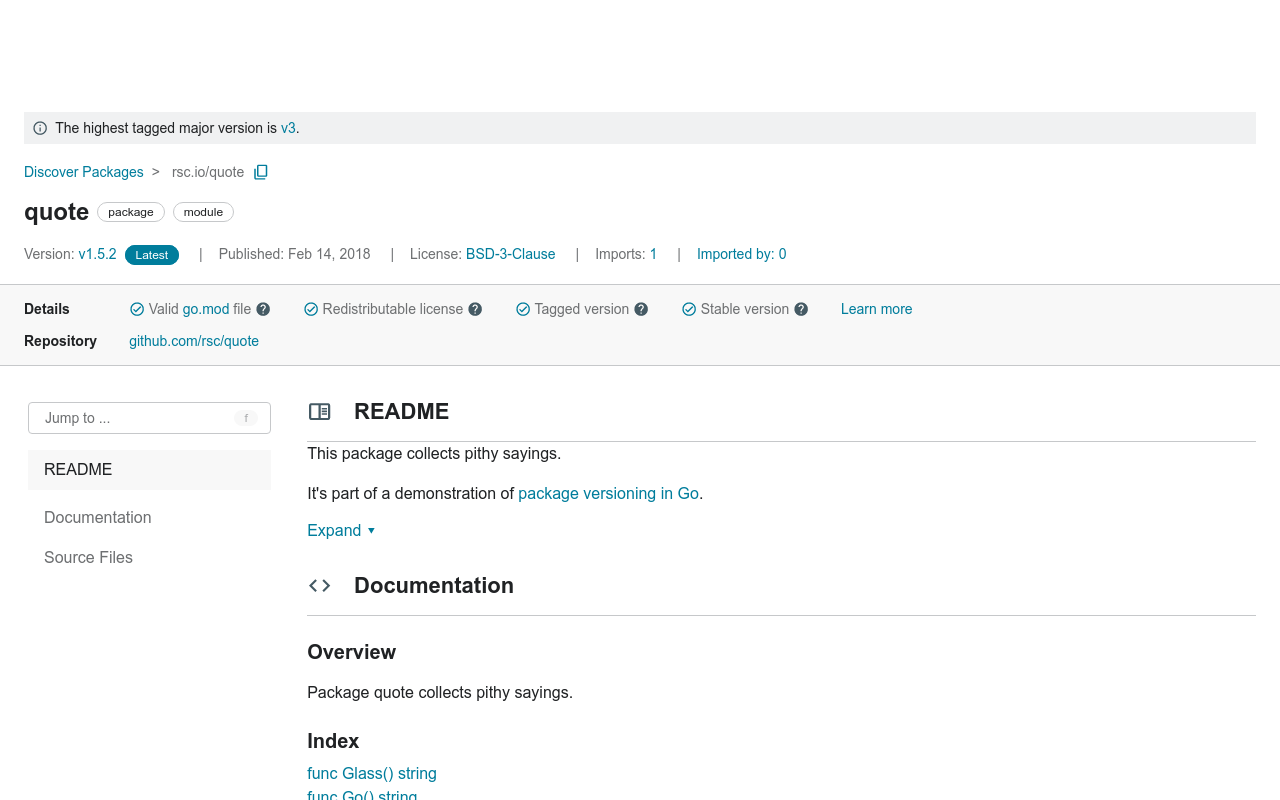 The highest tagged major version is v3.
Discover Packages > rsc.io/quote
quote package module
Version: v1.5.2 Latest | Published: Feb 14, 2018 | License: BSD-3-Clause | Imports: 1 | Imported by: 0
Details Valid go.mod file ? Redistributable license ? Tagged version ? Stable version ? Learn more
Repository github.com/rsc/quote
Jump to ... f
README
Documentation
Source Files
README
This package collects pithy sayings.
It's part of a demonstration of package versioning in Go.
Expand ▾
Documentation
Overview
Package quote collects pithy sayings.
Index
func Glass() string
func Go() string